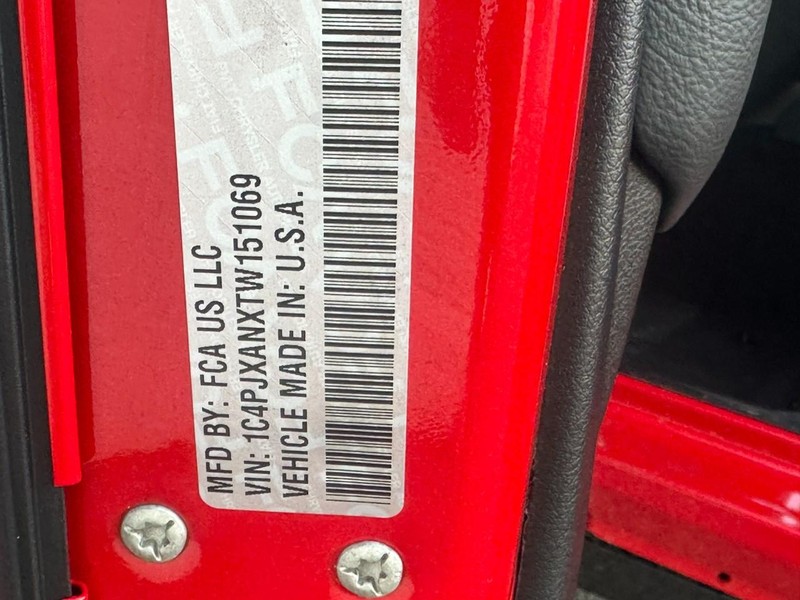 MFD BY: FCA US LLC
VIN: 1C4PJXANXTW151069
VEHICLE MADE IN: U.S.A.